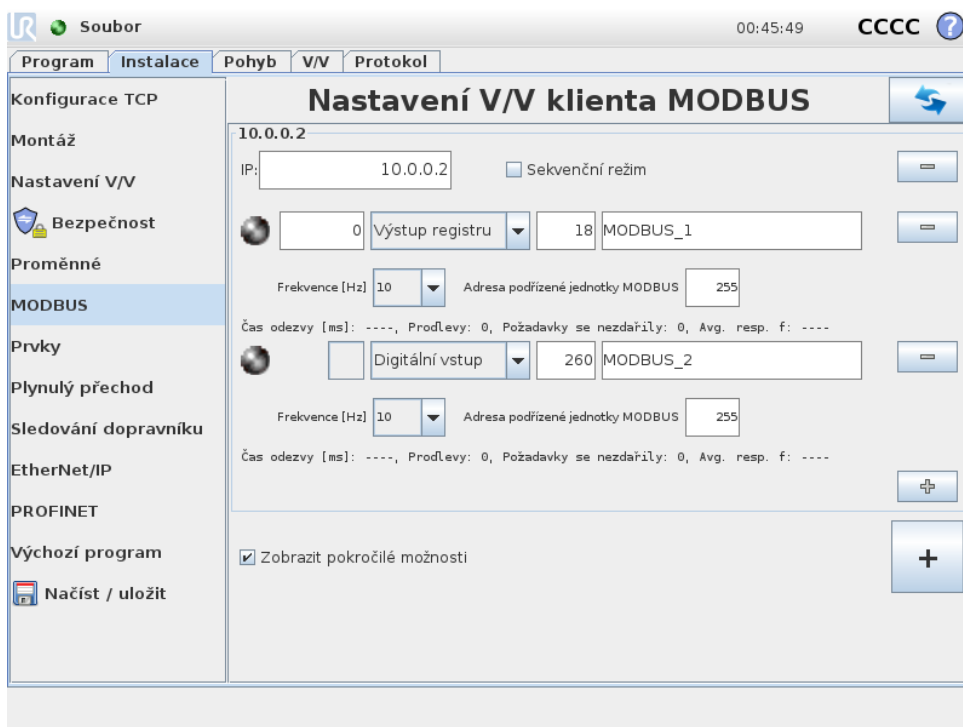 UR Soubor 00:45:49 CCCC ?
Program Instalace Pohyb V/V Protokol
Konfigurace TCP
Montáž
Nastavení V/V
Bezpečnost
Proměnné
MODBUS
Prvky
Plynulý přechod
Sledování dopravníku
EtherNet/IP
PROFINET
Výchozí program
Načíst / uložit
Nastavení V/V klienta MODBUS
10.0.0.2
IP: 10.0.0.2 Sekvenční režim
0 Výstup registru 18 MODBUS_1
Frekvence [Hz] 10 Adresa podřízené jednotky MODBUS 255
Čas odezvy [ms]: ----, Prodlevy: 0, Požadavky se nezdařily: 0, Avg. resp. f: ----
Digitální vstup 260 MODBUS_2
Frekvence [Hz] 10 Adresa podřízené jednotky MODBUS 255
Čas odezvy [ms]: ----, Prodlevy: 0, Požadavky se nezdařily: 0, Avg. resp. f: ----
Zobrazit pokročilé možnosti